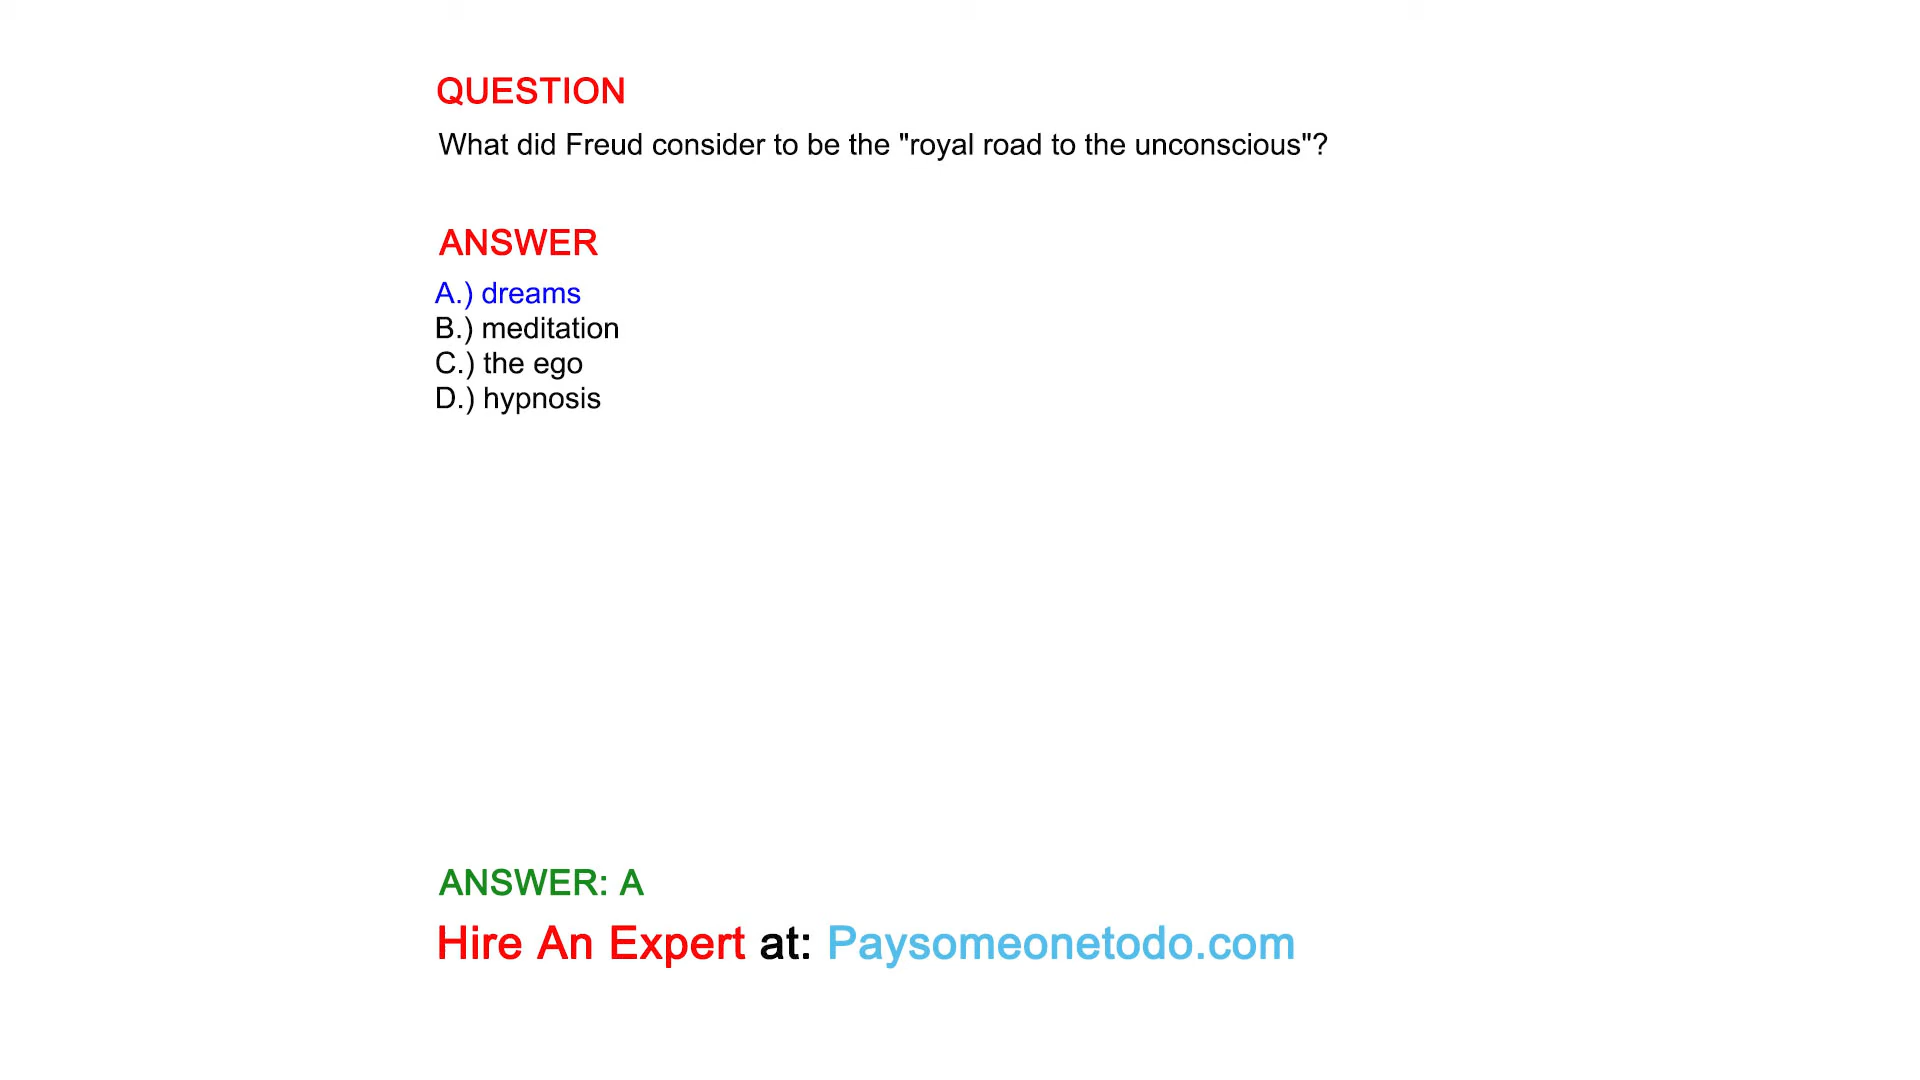 QUESTION
What did Freud consider to be the "royal road to the unconscious"?
ANSWER
A.) dreams
B.) meditation
C.) the ego
D.) hypnosis
ANSWER: A
Hire An Expert at: Paysomeonetodo.com